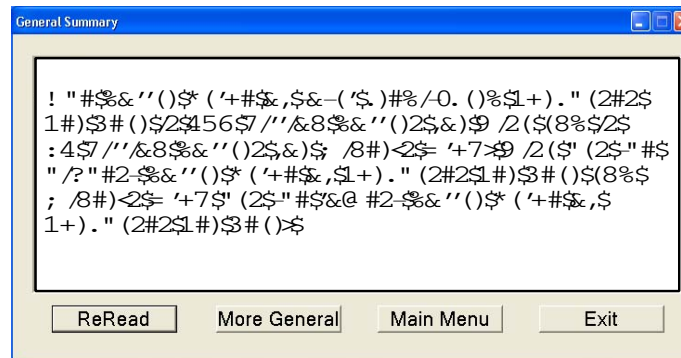 General Summary
! "#$%&''()$*('+#$&,$&-('$.)#%/-0.()%$1+)."(2#2$
1#)$3#()$/2$456$7/''/&8$%&''()2$,&)$9/2($(8%$/2$
:4$7/''/&8$%&''()2$,&)$; /8#)<2$= '+7>$9/2($"(2$-"#$
"/?"#2-$%&''()$*('+#$&,$1+)."(2#2$1#)$3#()$(8%$
; /8#)<2$= '+7$"(2$-"#$'&@#2-$%&''()$*('+#$&,$
1+)."(2#2$1#)$3#()>$
ReRead More General Main Menu Exit